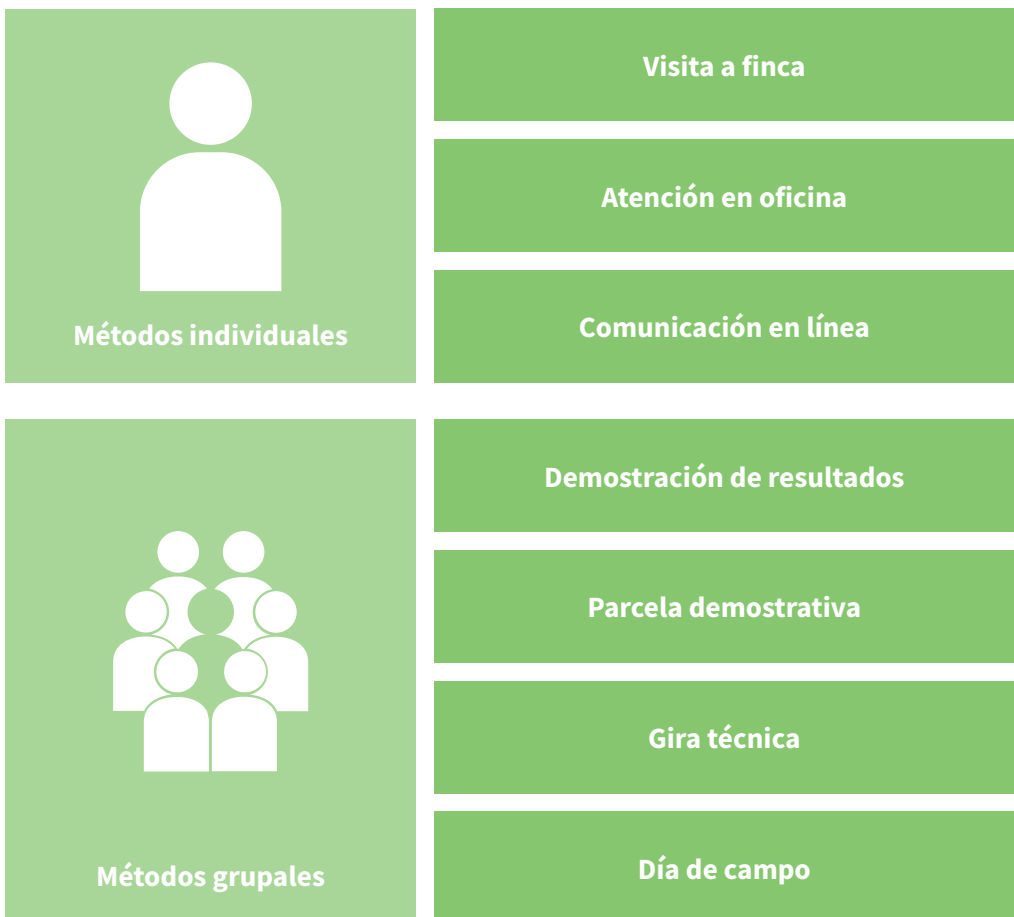 Métodos individuales
Visita a finca
Atención en oficina
Comunicación en línea
Métodos grupales
Demostración de resultados
Parcela demostrativa
Gira técnica
Día de campo